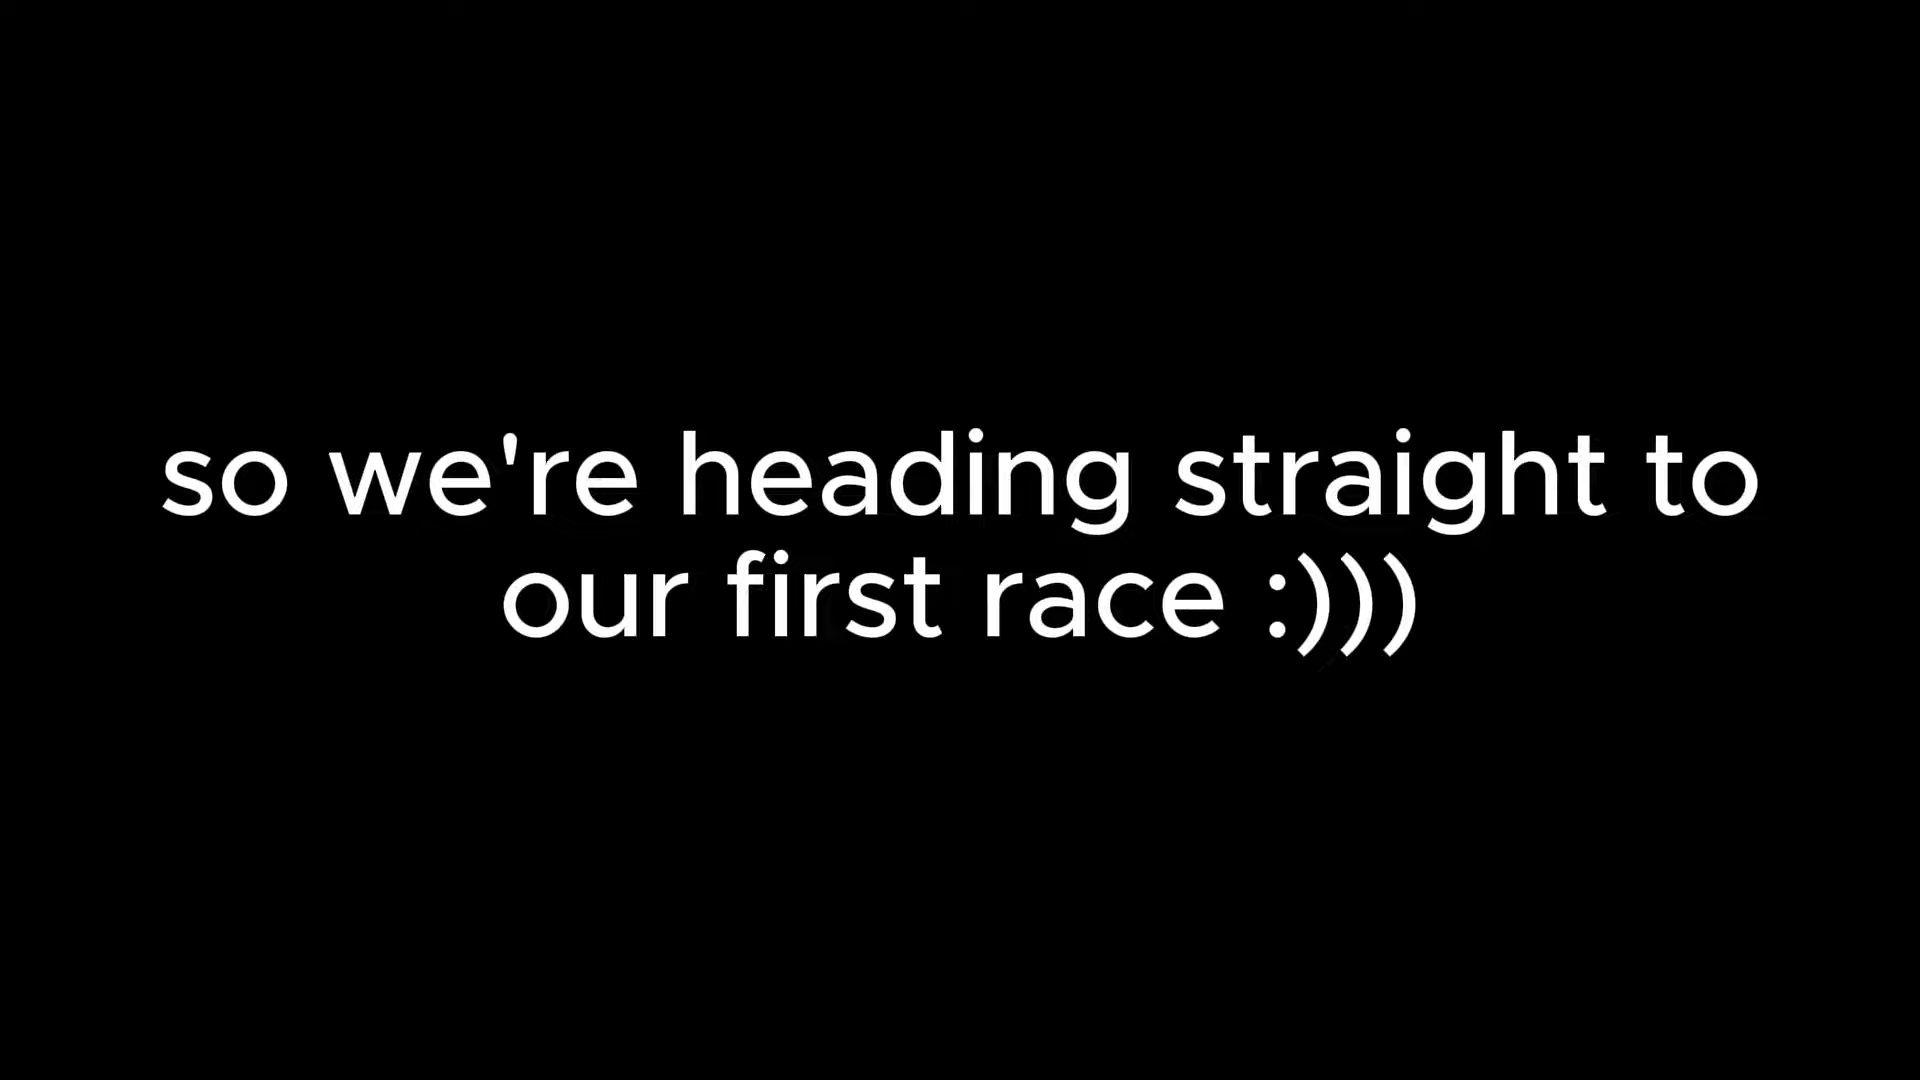 so we're heading straight to
our first race :)))